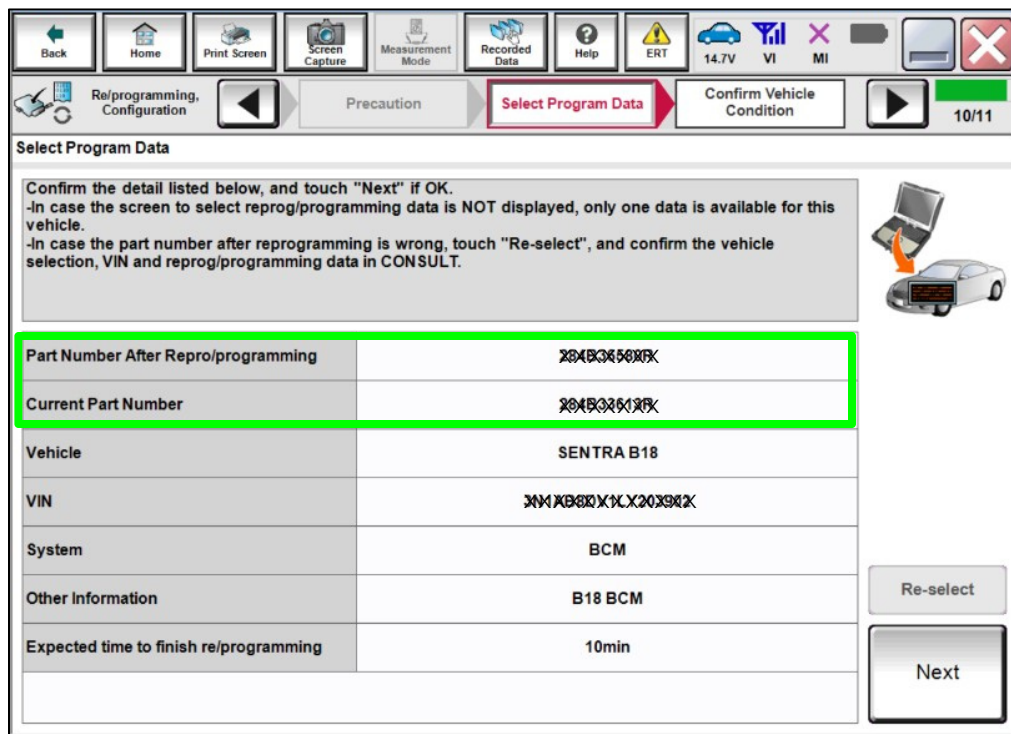 Back
Home
Print Screen
Screen
Capture
Measurement
Mode
Recorded
Data
Help
ERT
14.7V
VI
MI
Re/programming,
Configuration
Precaution
Select Program Data
Confirm Vehicle
Condition
10/11
Select Program Data
Confirm the detail listed below, and touch "Next" if OK.
-In case the screen to select reprog/programming data is NOT displayed, only one data is available for this
vehicle.
-In case the part number after reprogramming is wrong, touch "Re-select", and confirm the vehicle
selection, VIN and reprog/programming data in CONSULT.
Part Number After Repro/programming
Current Part Number
Vehicle
SENTRA B18
VIN
System
BCM
Other Information
B18 BCM
Expected time to finish re/programming
10min
Re-select
Next